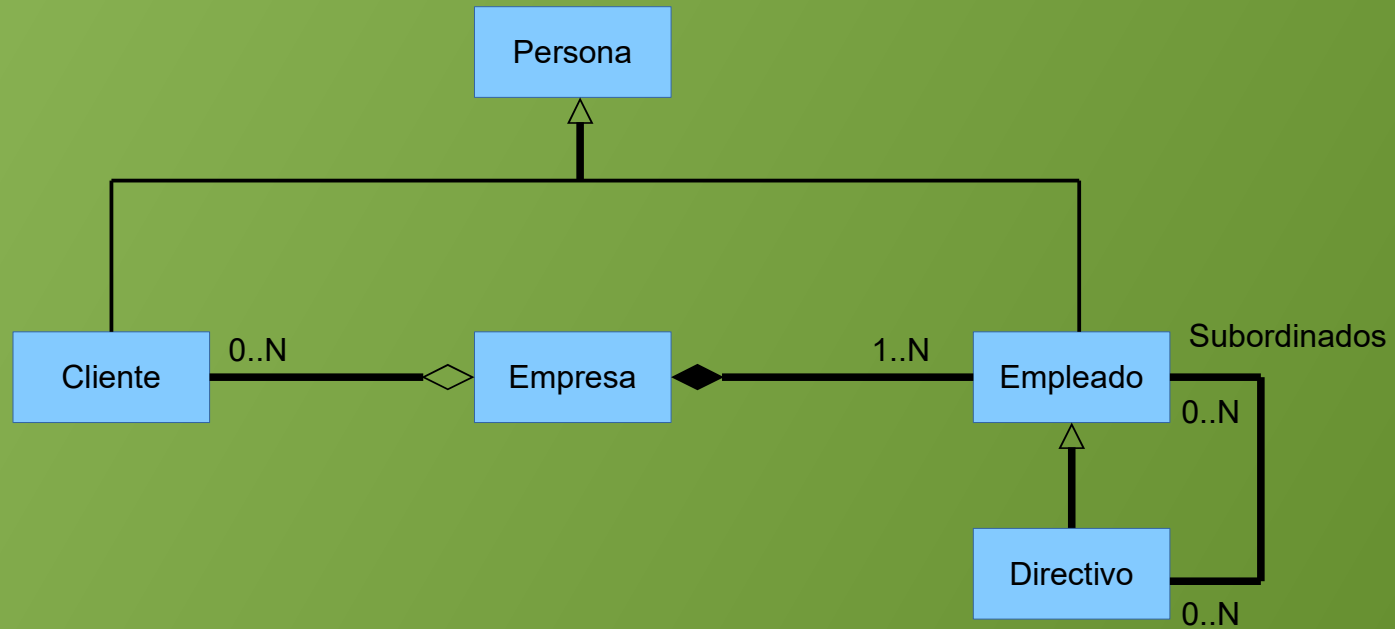 Persona
Subordinados
0..N
1..N
Cliente
Empresa
Empleado
0..N
Directivo
0..N